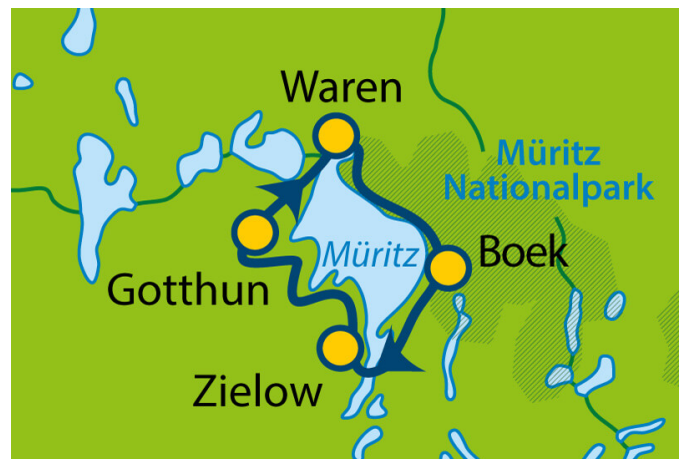 Waren
Müritz
Nationalpark
Müritz
Boek
Gotthun
Zielow